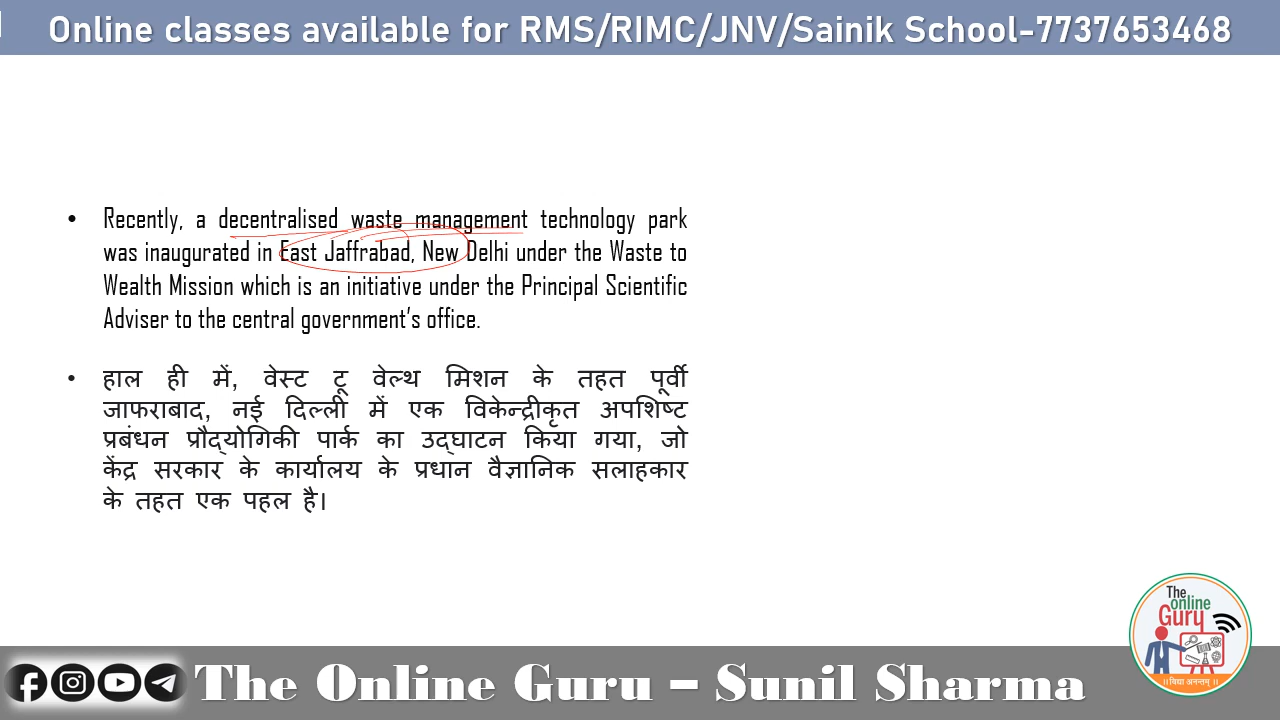 Online classes available for RMS/RIMC/JNV/Sainik School-7737653468
• Recently, a decentralised waste management technology park
was inaugurated in East Jaffrabad, New Delhi under the Waste to
Wealth Mission which is an initiative under the Principal Scientific
Adviser to the central government's office.
• हाल ही में, वेस्ट टू वेल्थ मिशन के तहत पूर्वी
जाफराबाद, नई दिल्ली में एक विकेन्द्रीकृत अपशिष्ट
प्रबंधन प्रौद्योगिकी पार्क का उद्घाटन किया गया, जो
केंद्र सरकार के कार्यालय के प्रधान वैज्ञानिक सलाहकार
के तहत एक पहल है।
The
online
Gury
॥ विद्या अनन्तम् ॥
The Online Guru – Sunil Sharma